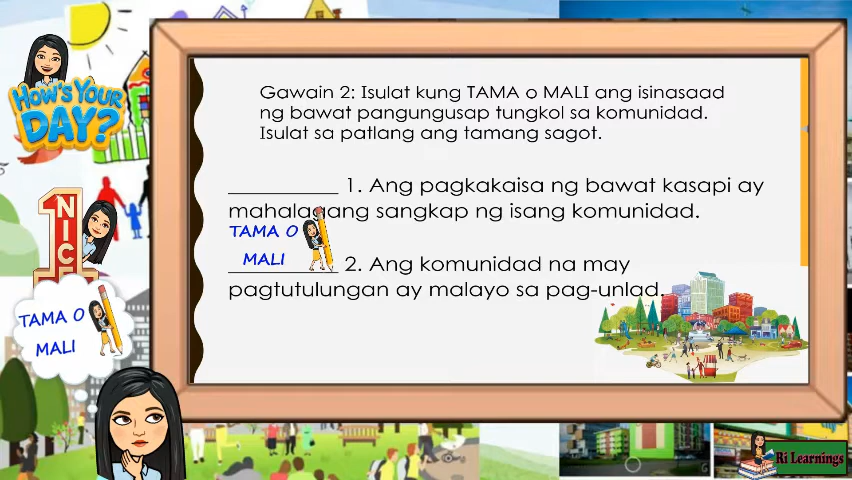 HOW'S YOUR
DAY?
Gawain 2: Isulat kung TAMA o MALI ang isinasaad
ng bawat pangungusap tungkol sa komunidad.
Isulat sa patlang ang tamang sagot.
__________ 1. Ang pagkakaisa ng bawat kasapi ay
mahalagang sangkap ng isang komunidad.
TAMA O
MALI
__________ 2. Ang komunidad na may
pagtutulungan ay malayo sa pag-unlad.
1
NICE
TAMA O
MALI
Ri Learnings